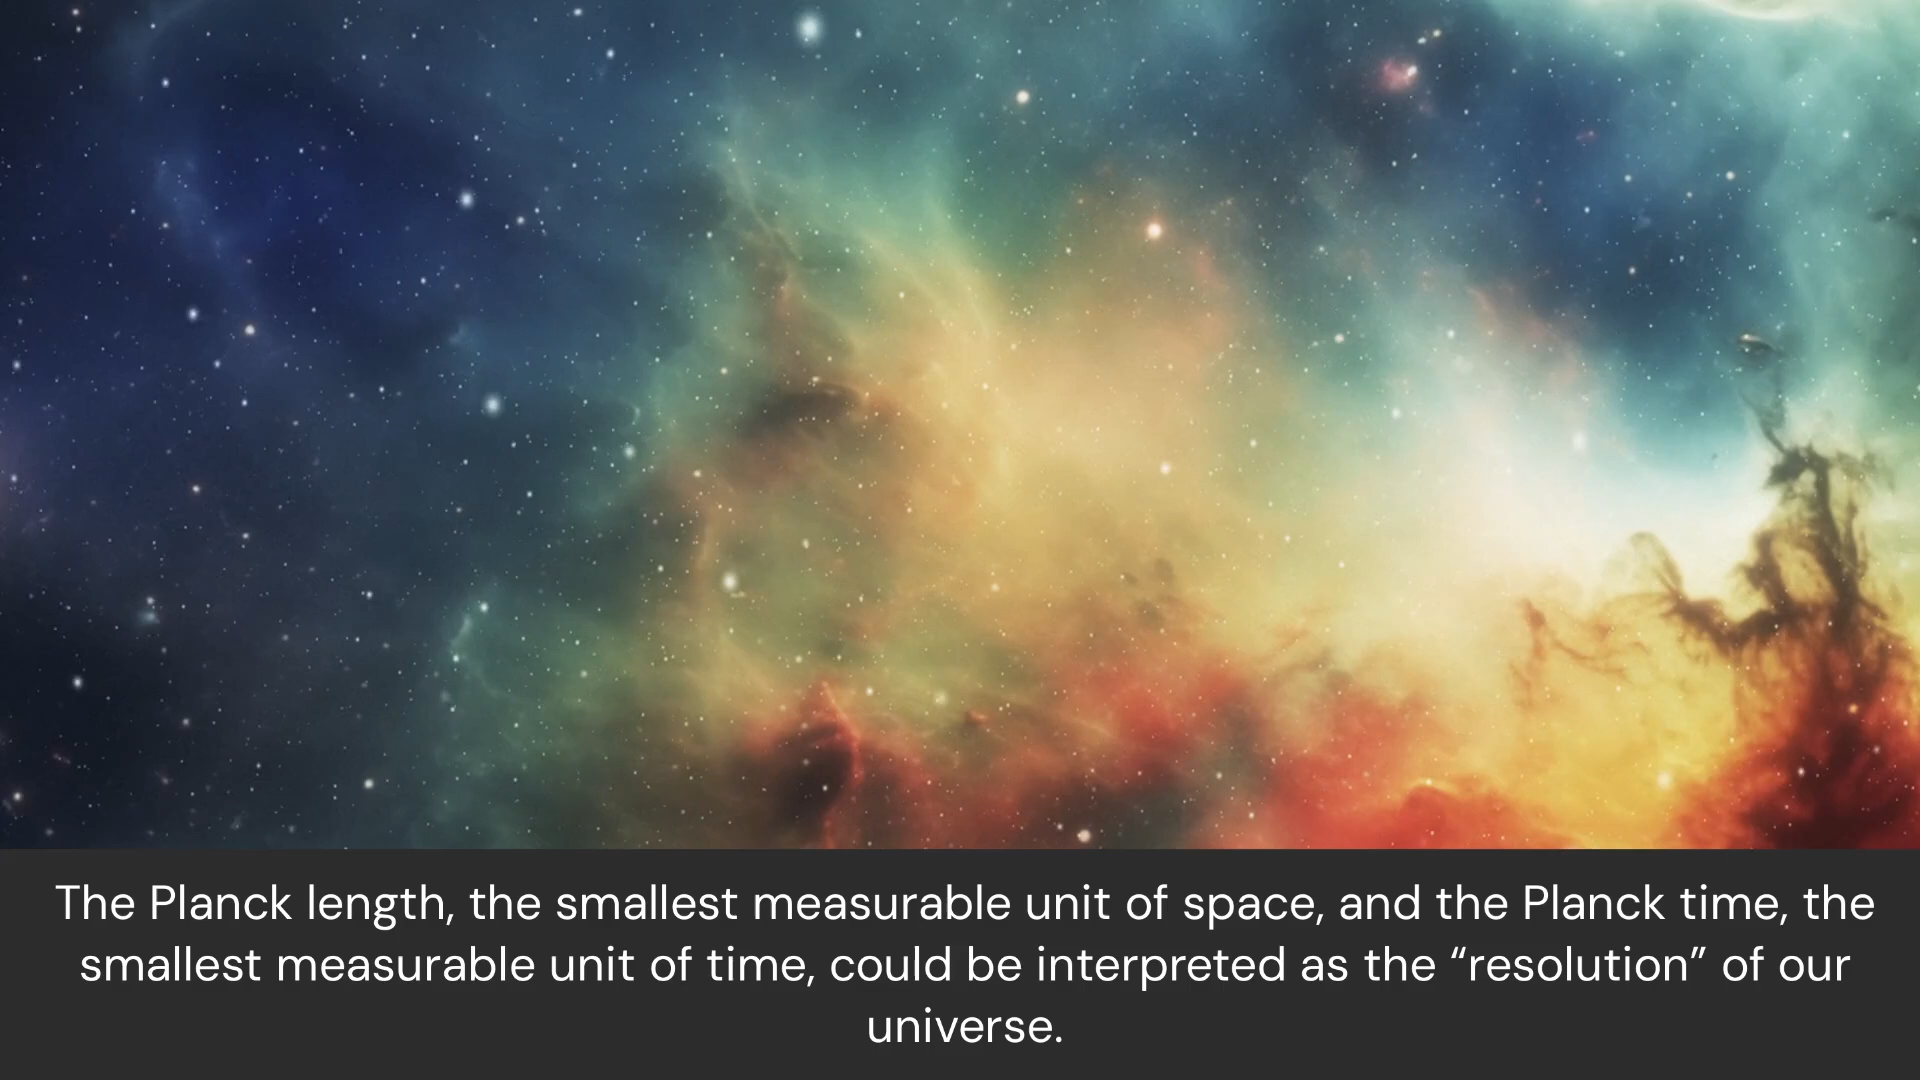 The Planck length, the smallest measurable unit of space, and the Planck time, the
smallest measurable unit of time, could be interpreted as the “resolution” of our
universe.